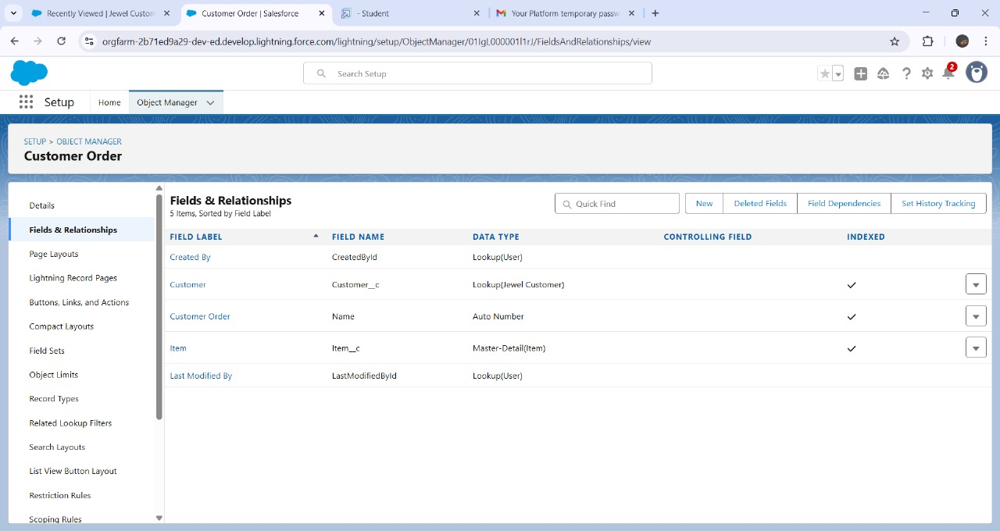 Recently Viewed | Jewel Custom
Customer Order | Salesforce
- Student
Your Platform temporary passw
orgfarm-2b71ed9a29-dev-ed.develop.lightning.force.com/lightning/setup/ObjectManager/01IgL000001l1rJ/FieldsAndRelationships/view
Search Setup
2
Setup
Home
Object Manager
SETUP > OBJECT MANAGER
Customer Order
Details
Fields & Relationships
Page Layouts
Lightning Record Pages
Buttons, Links, and Actions
Compact Layouts
Field Sets
Object Limits
Record Types
Related Lookup Filters
Search Layouts
List View Button Layout
Restriction Rules
Scoping Rules
Fields & Relationships
5 Items, Sorted by Field Label
Quick Find
New
Deleted Fields
Field Dependencies
Set History Tracking
FIELD LABEL FIELD NAME DATA TYPE CONTROLLING FIELD INDEXED
Created By CreatedById Lookup(User)
Customer Customer__c Lookup(Jewel Customer)
Customer Order Name Auto Number
Item Item__c Master-Detail(Item)
Last Modified By LastModifiedById Lookup(User)